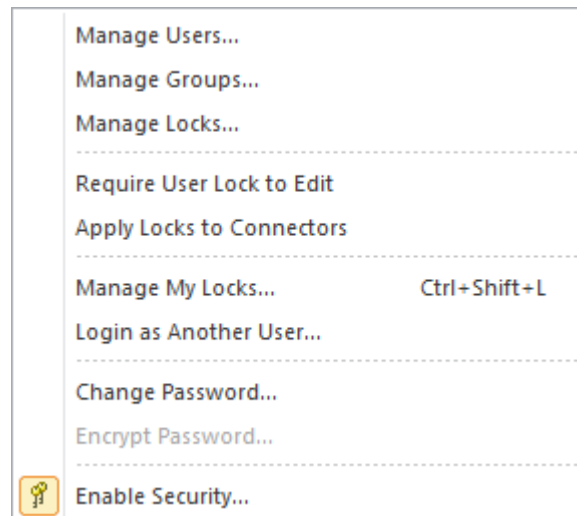 Manage Users...
Manage Groups...
Manage Locks...
Require User Lock to Edit
Apply Locks to Connectors
Manage My Locks... Ctrl+Shift+L
Login as Another User...
Change Password...
Encrypt Password...
Enable Security...